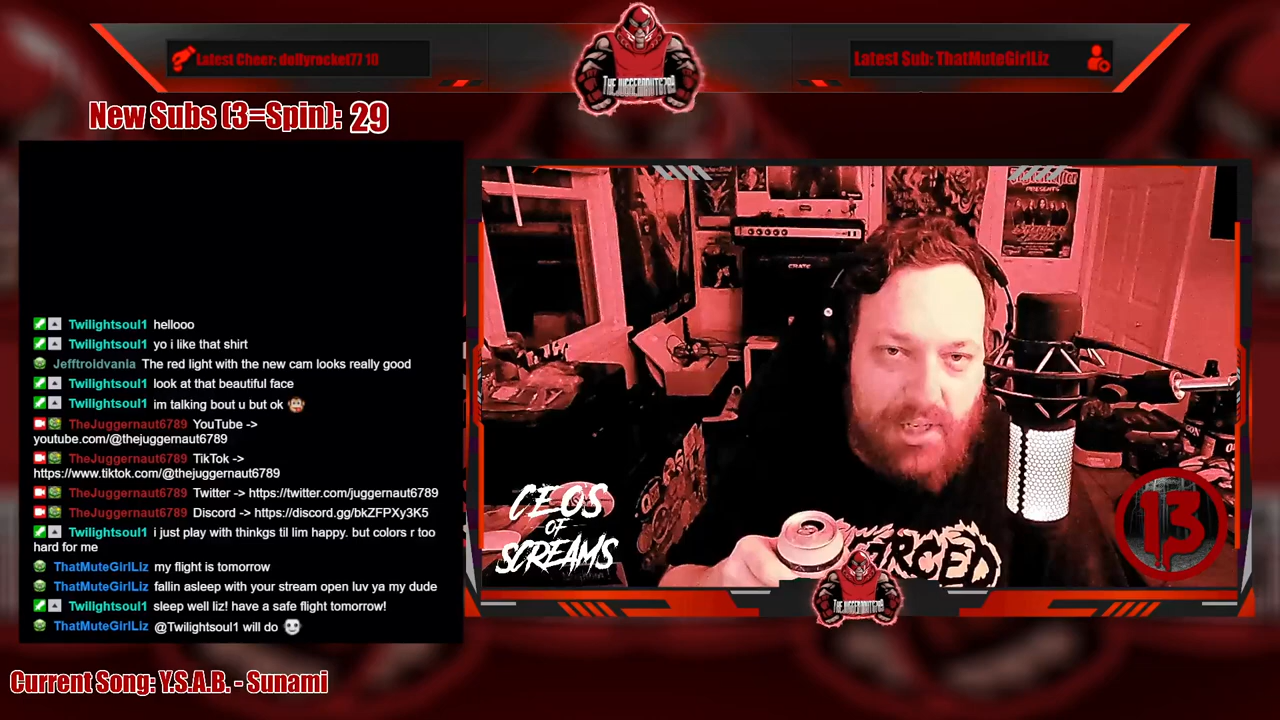 Latest Cheer: dollyrocket77 10
THEJUGGERNAUT6789
Latest Sub: ThatMuteGirlLiz
New Subs (3=Spin): 29
Twilightsoul1 hellooo
Twilightsoul1 yo i like that shirt
Jefftroidvania The red light with the new cam looks really good
Twilightsoul1 look at that beautiful face
Twilightsoul1 im talking bout u but ok
TheJuggernaut6789 YouTube ->
youtube.com/@thejuggernaut6789
TheJuggernaut6789 TikTok ->
https://www.tiktok.com/@thejuggernaut6789
TheJuggernaut6789 Twitter -> https://twitter.com/juggernaut6789
TheJuggernaut6789 Discord -> https://discord.gg/bkZFPXy3K5
Twilightsoul1 i just play with thinkgs til lim happy. but colors r too
hard for me
ThatMuteGirlLiz my flight is tomorrow
ThatMuteGirlLiz fallin asleep with your stream open luv ya my dude
Twilightsoul1 sleep well liz! have a safe flight tomorrow!
ThatMuteGirlLiz @Twilightsoul1 will do
PRESENTS
CRATE
CEOS
OF
SCREAMS
13
THEJUGGERNAUT6789
Current Song: Y.S.A.B. - Sunami